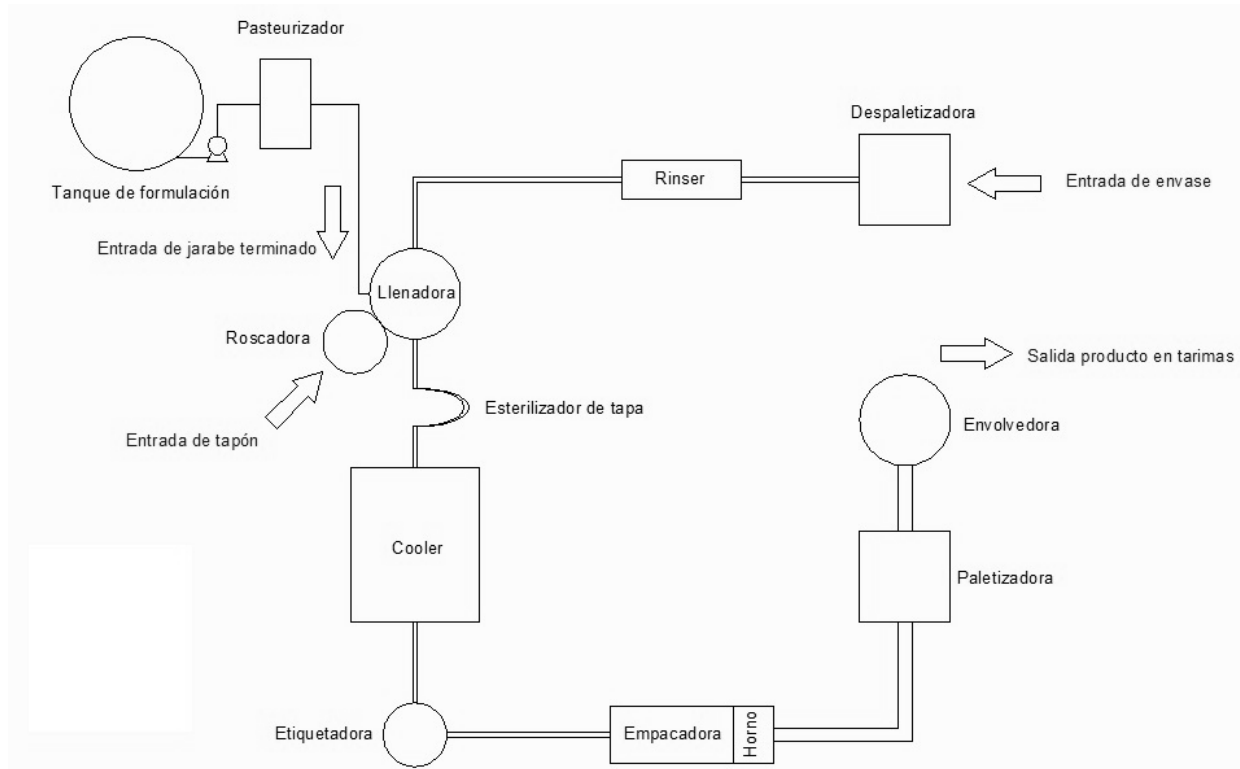 Pasteurizador
Despaletizadora
Rinser
Entrada de envase
Tanque de formulación
Entrada de jarabe terminado
Llenadora
Roscadora
Salida producto en tarimas
Esterilizador de tapa
Envolvedora
Entrada de tapón
Cooler
Paletizadora
Etiquetadora
Empacadora
Horno